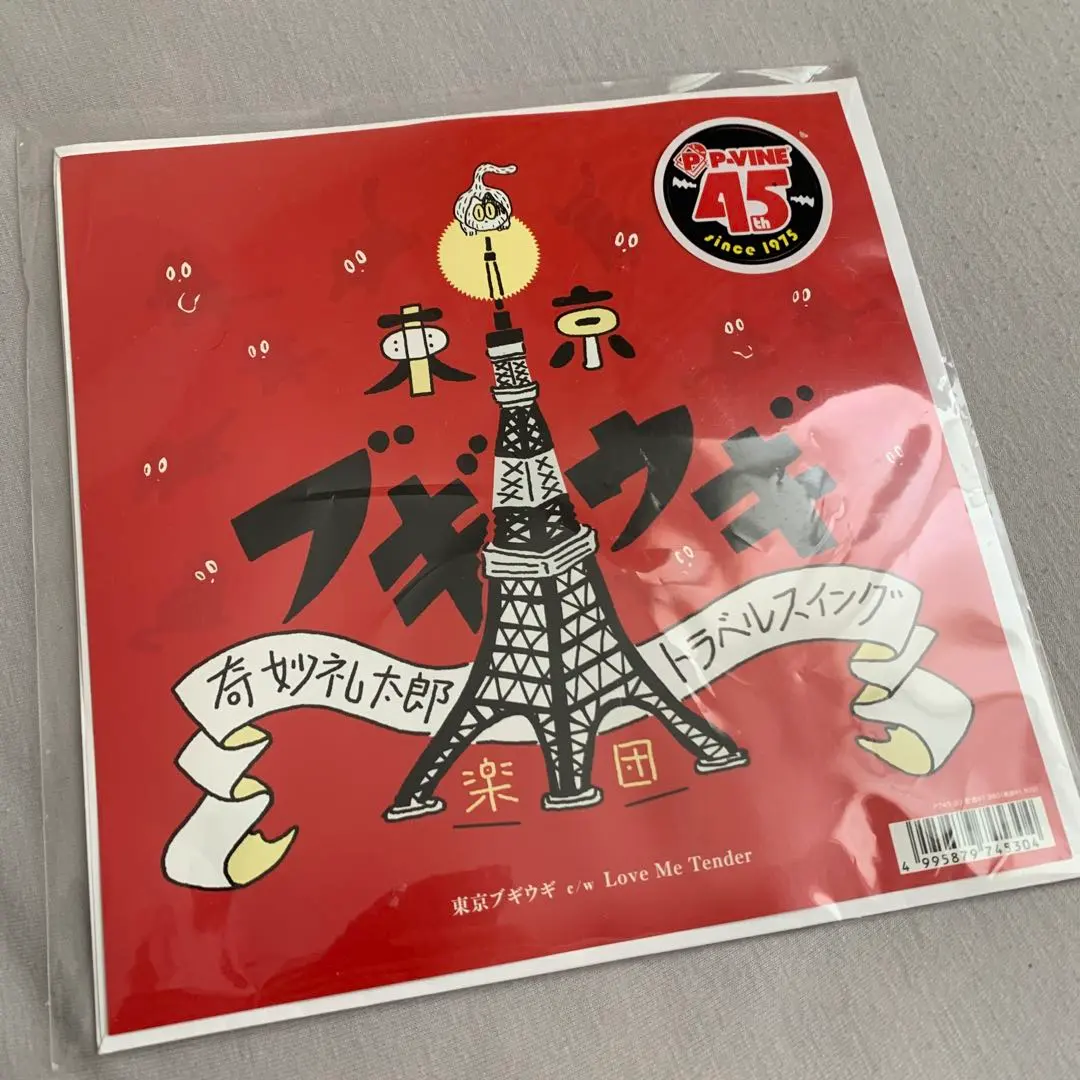 P P-VINE
45th
since 1975
東京
ブギウギ
奇妙礼太郎
トラベルスイング
楽団
東京ブギウギ c/w Love Me Tender
4 995879 745304